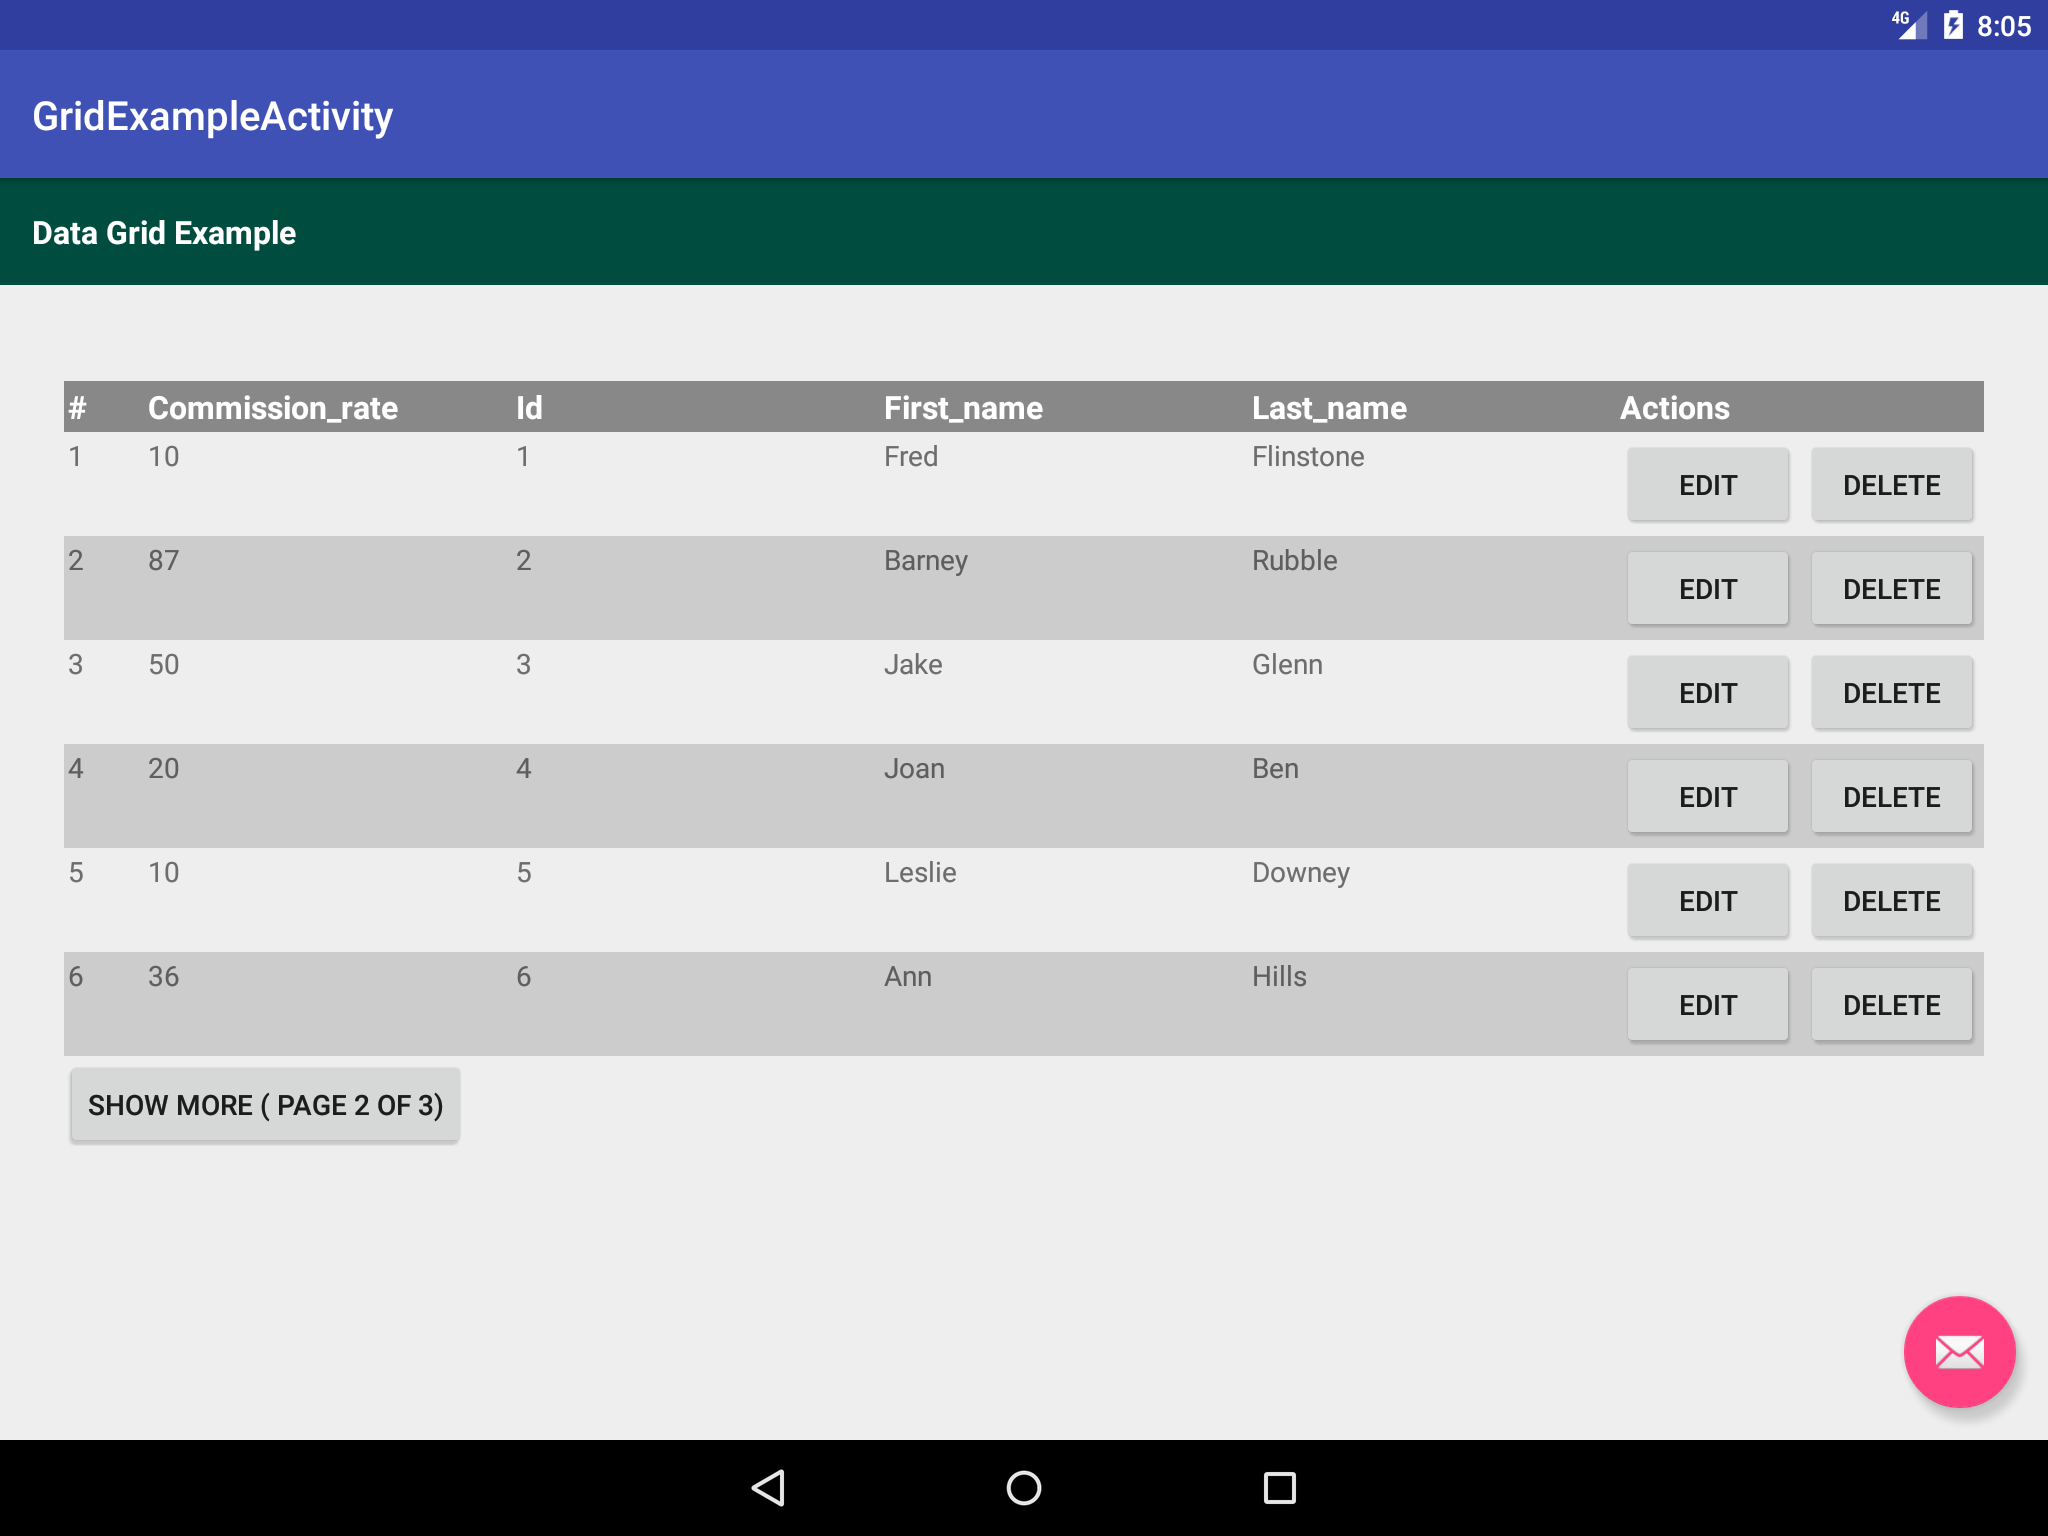 4G 8:05
GridExampleActivity
Data Grid Example
# Commission_rate Id First_name Last_name Actions
1 10 1 Fred Flinstone EDIT DELETE
2 87 2 Barney Rubble EDIT DELETE
3 50 3 Jake Glenn EDIT DELETE
4 20 4 Joan Ben EDIT DELETE
5 10 5 Leslie Downey EDIT DELETE
6 36 6 Ann Hills EDIT DELETE
SHOW MORE ( PAGE 2 OF 3)